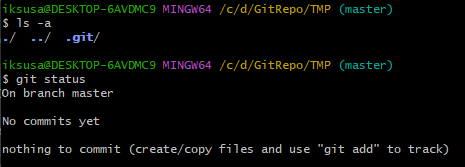 iksusa@DESKTOP-6AVDMC9 MINGW64 /c/d/GitRepo/TMP (master)
$ ls -a
./  ../  .git/
iksusa@DESKTOP-6AVDMC9 MINGW64 /c/d/GitRepo/TMP (master)
$ git status
On branch master
No commits yet
nothing to commit (create/copy files and use "git add" to track)